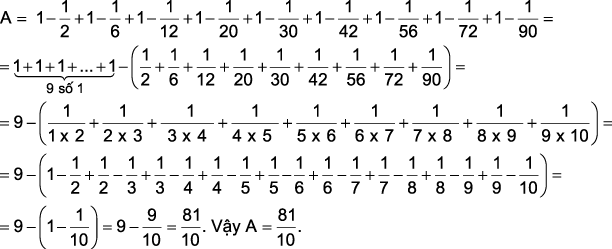 A = 1 − 1/2 + 1 − 1/6 + 1 − 1/12 + 1 − 1/20 + 1 − 1/30 + 1 − 1/42 + 1 − 1/56 + 1 − 1/72 + 1 − 1/90 =
= 1 + 1 + 1 + ... + 1 − (1/2 + 1/6 + 1/12 + 1/20 + 1/30 + 1/42 + 1/56 + 1/72 + 1/90) =
9 số 1
= 9 − (1/(1 x 2) + 1/(2 x 3) + 1/(3 x 4) + 1/(4 x 5) + 1/(5 x 6) + 1/(6 x 7) + 1/(7 x 8) + 1/(8 x 9) + 1/(9 x 10)) =
= 9 − (1 − 1/2 + 1/2 − 1/3 + 1/3 − 1/4 + 1/4 − 1/5 + 1/5 − 1/6 + 1/6 − 1/7 + 1/7 − 1/8 + 1/8 − 1/9 + 1/9 − 1/10) =
= 9 − (1 − 1/10) = 9 − 9/10 = 81/10. Vậy A = 81/10.